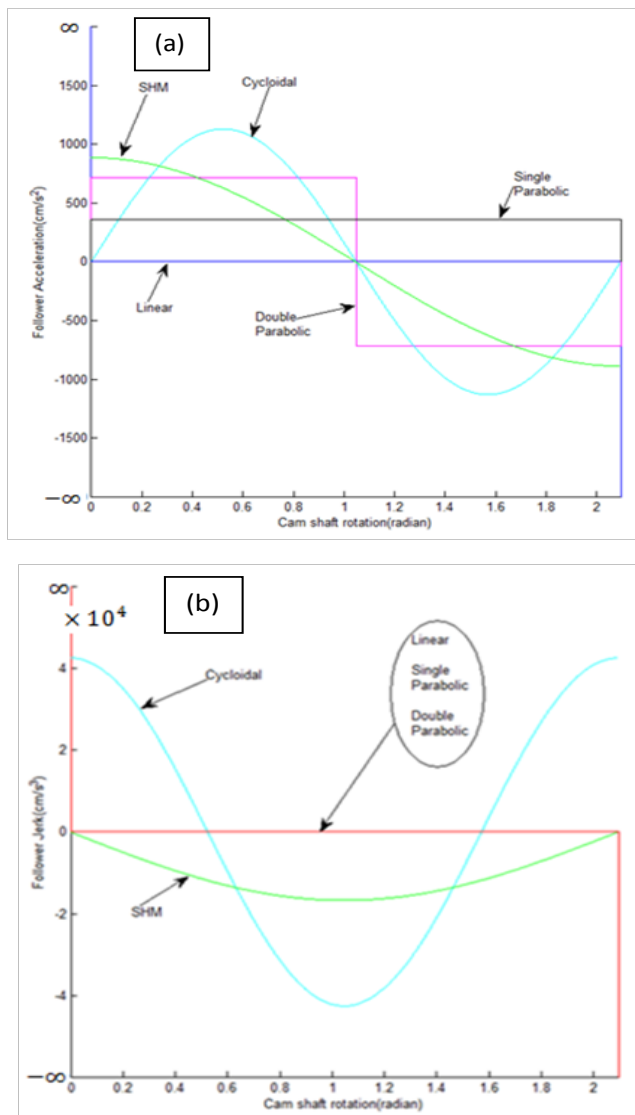 (a)
∞
SHM
Cycloidal
1500
1000
Single
Parabolic
500
0
Linear
Double
Parabolic
-500
-1000
-1500
−∞
Follower Acceleration(cm/s²)
0 0.2 0.4 0.6 0.8 1 1.2 1.4 1.6 1.8 2
Cam shaft rotation(radian)
(b)
∞
× 10⁴
Linear
Single
Parabolic
Double
Parabolic
Cycloidal
4
2
0
SHM
-2
-4
−∞
Follower Jerk(cm/s³)
0 0.2 0.4 0.6 0.8 1 1.2 1.4 1.6 1.8 2
Cam shaft rotation(radian)